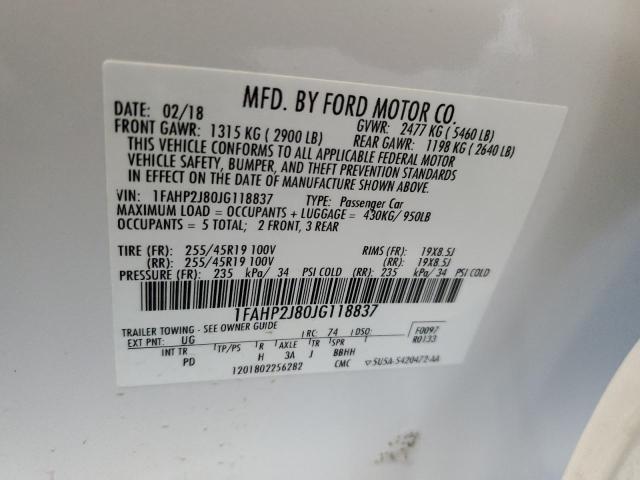 MFD. BY FORD MOTOR CO.
DATE: 02/18 GVWR: 2477 KG ( 5460 LB)
FRONT GAWR: 1315 KG ( 2900 LB) REAR GAWR: 1198 KG ( 2640 LB)
THIS VEHICLE CONFORMS TO ALL APPLICABLE FEDERAL MOTOR
VEHICLE SAFETY, BUMPER, AND THEFT PREVENTION STANDARDS
IN EFFECT ON THE DATE OF MANUFACTURE SHOWN ABOVE.
VIN: 1FAHP2J80JG118837 TYPE: Passenger Car
MAXIMUM LOAD = OCCUPANTS + LUGGAGE = 430KG/ 950LB
OCCUPANTS = 5 TOTAL; 2 FRONT, 3 REAR
TIRE (FR): 255/45R19 100V RIMS (FR): 19X8.5J
(RR): 255/45R19 100V (RR): 19X8.5J
PRESSURE (FR): 235 kPa/ 34 PSI COLD (RR): 235 kPa/ 34 PSI COLD
1FAHP2J80JG118837
TRAILER TOWING - SEE OWNER GUIDE
EXT PNT: UG RC: 74 DSO: F0097
R0133
INT TR TP/PS R AXLE TR SPR
PD H 3A J BBHH
1201802256282 CMC 5U5A-5420472-AA